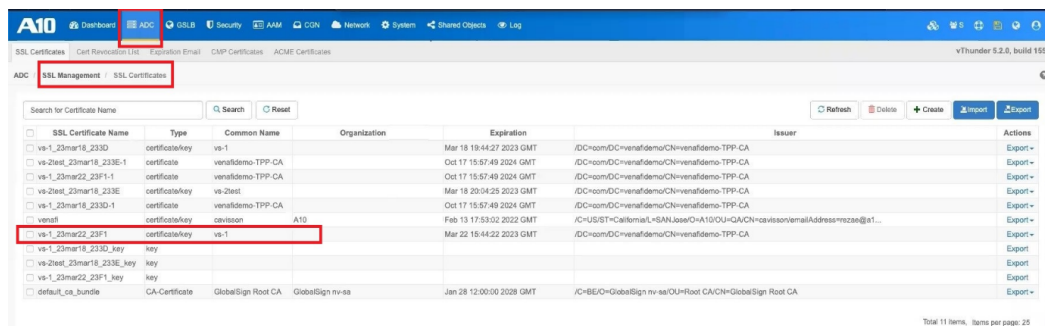 A10 Dashboard ADC GSLB Security AAM CGN Network System Shared Objects Log S
SSL Certificates Cert Revocation List Expiration Email CMP Certificates ACME Certificates vThunder 5.2.0, build 155
ADC / SSL Management / SSL Certificates
Search for Certificate Name Search Reset Refresh Delete + Create Import Export
SSL Certificate Name Type Common Name Organization Expiration Issuer Actions
vs-1_23mar18_233D certificate/key vs-1 Mar 18 19:44:27 2023 GMT /DC=com/DC=venafidemo/CN=venafidemo-TPP-CA Export
vs-2test_23mar18_233E-1 certificate venafidemo-TPP-CA Oct 17 15:57:49 2024 GMT /DC=com/DC=venafidemo/CN=venafidemo-TPP-CA Export
vs-1_23mar22_23F1-1 certificate venafidemo-TPP-CA Oct 17 15:57:49 2024 GMT /DC=com/DC=venafidemo/CN=venafidemo-TPP-CA Export
vs-2test_23mar18_233E certificate/key vs-2test Mar 18 20:04:25 2023 GMT /DC=com/DC=venafidemo/CN=venafidemo-TPP-CA Export
vs-1_23mar18_233D-1 certificate venafidemo-TPP-CA Oct 17 15:57:49 2024 GMT /DC=com/DC=venafidemo/CN=venafidemo-TPP-CA Export
venafi certificate/key cavisson A10 Feb 13 17:53:02 2022 GMT /C=US/ST=California/L=SANJose/O=A10/OU=QA/CN=cavisson/emailAddress=rezae@a1... Export
vs-1_23mar22_23F1 certificate/key vs-1 Mar 22 15:44:22 2023 GMT /DC=com/DC=venafidemo/CN=venafidemo-TPP-CA Export
vs-1_23mar18_233D_key key Export
vs-2test_23mar18_233E_key key Export
vs-1_23mar22_23F1_key key Export
default_ca_bundle CA-Certificate GlobalSign Root CA GlobalSign nv-sa Jan 28 12:00:00 2028 GMT /C=BE/O=GlobalSign nv-sa/OU=Root CA/CN=GlobalSign Root CA Export
Total 11 items, Items per page: 25